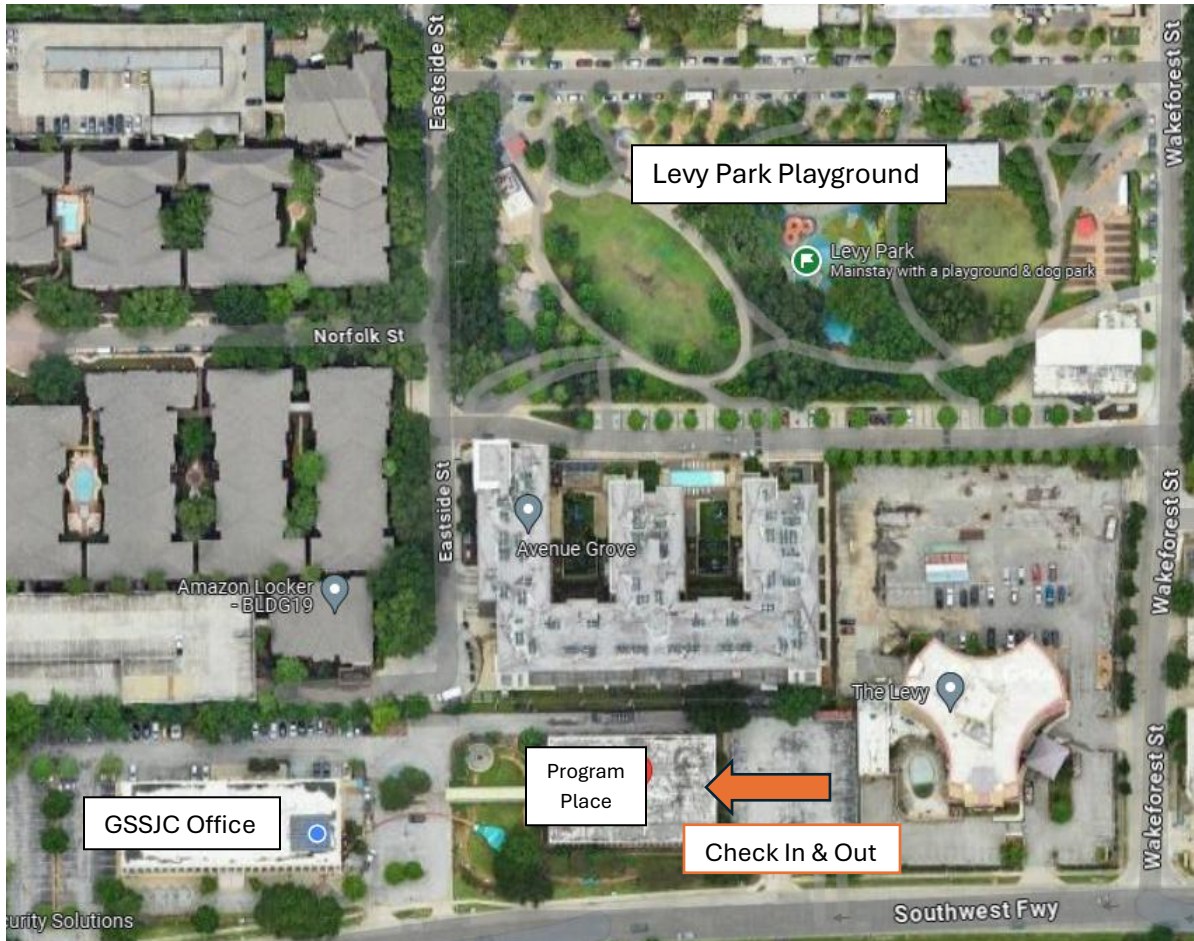 Eastside St
Wakeforest St
Levy Park Playground
Levy Park
Mainstay with a playground & dog park
Norfolk St
Eastside St
Wakeforest St
Avenue Grove
Amazon Locker
- BLDG19
The Levy
Program
Place
GSSJC Office
Check In & Out
Wakeforest St
curity Solutions
Southwest Fwy